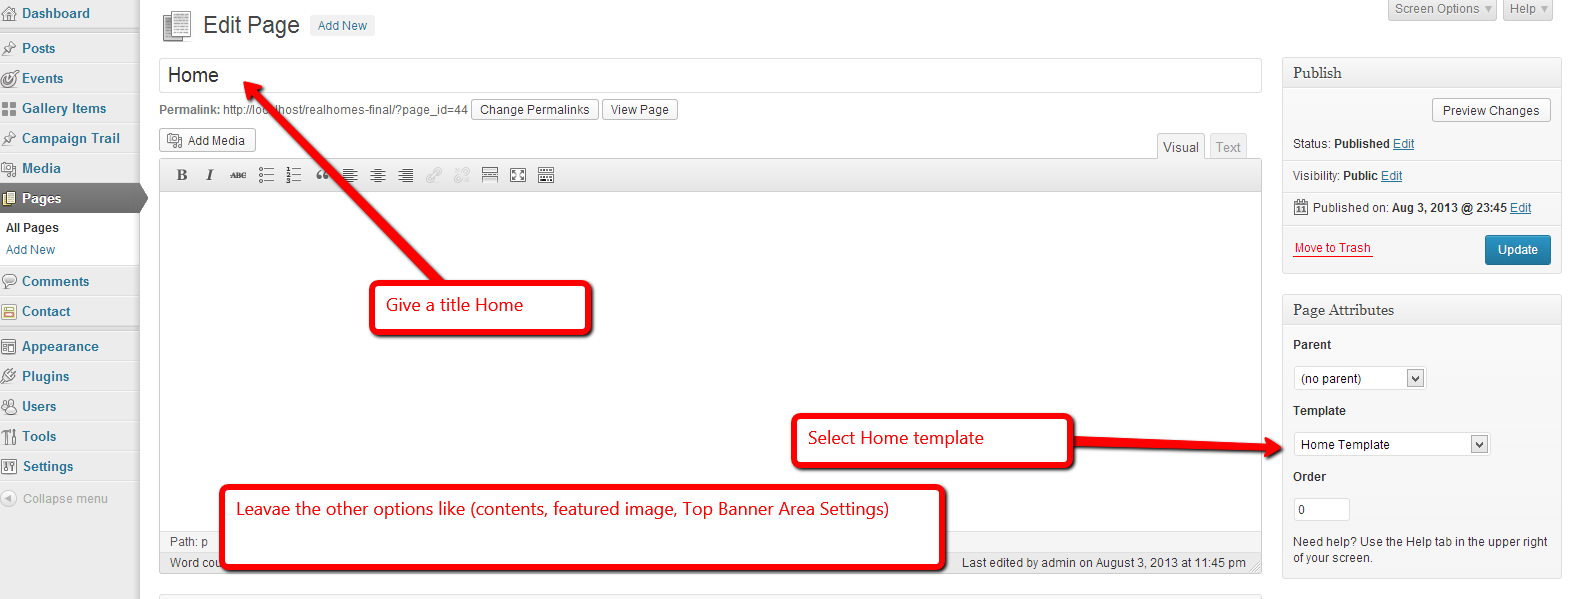 Dashboard
Posts
Events
Gallery Items
Campaign Trail
Media
Pages
All Pages
Add New
Comments
Contact
Appearance
Plugins
Users
Tools
Settings
Collapse menu
Screen Options Help
Edit Page Add New
Home
Permalink: http://lo lhost/realhomes-final/?page_id=44 Change Permalinks View Page
Add Media
Visual Text
B I ABC
Give a title Home
Select Home template
Leavae the other options like (contents, featured image, Top Banner Area Settings)
Path: p
Word cou
Last edited by admin on August 3, 2013 at 11:45 pm
Publish
Preview Changes
Status: Published Edit
Visibility: Public Edit
11 Published on: Aug 3, 2013 @ 23:45 Edit
Move to Trash Update
Page Attributes
Parent
(no parent)
Template
Home Template
Order
0
Need help? Use the Help tab in the upper right
of your screen.